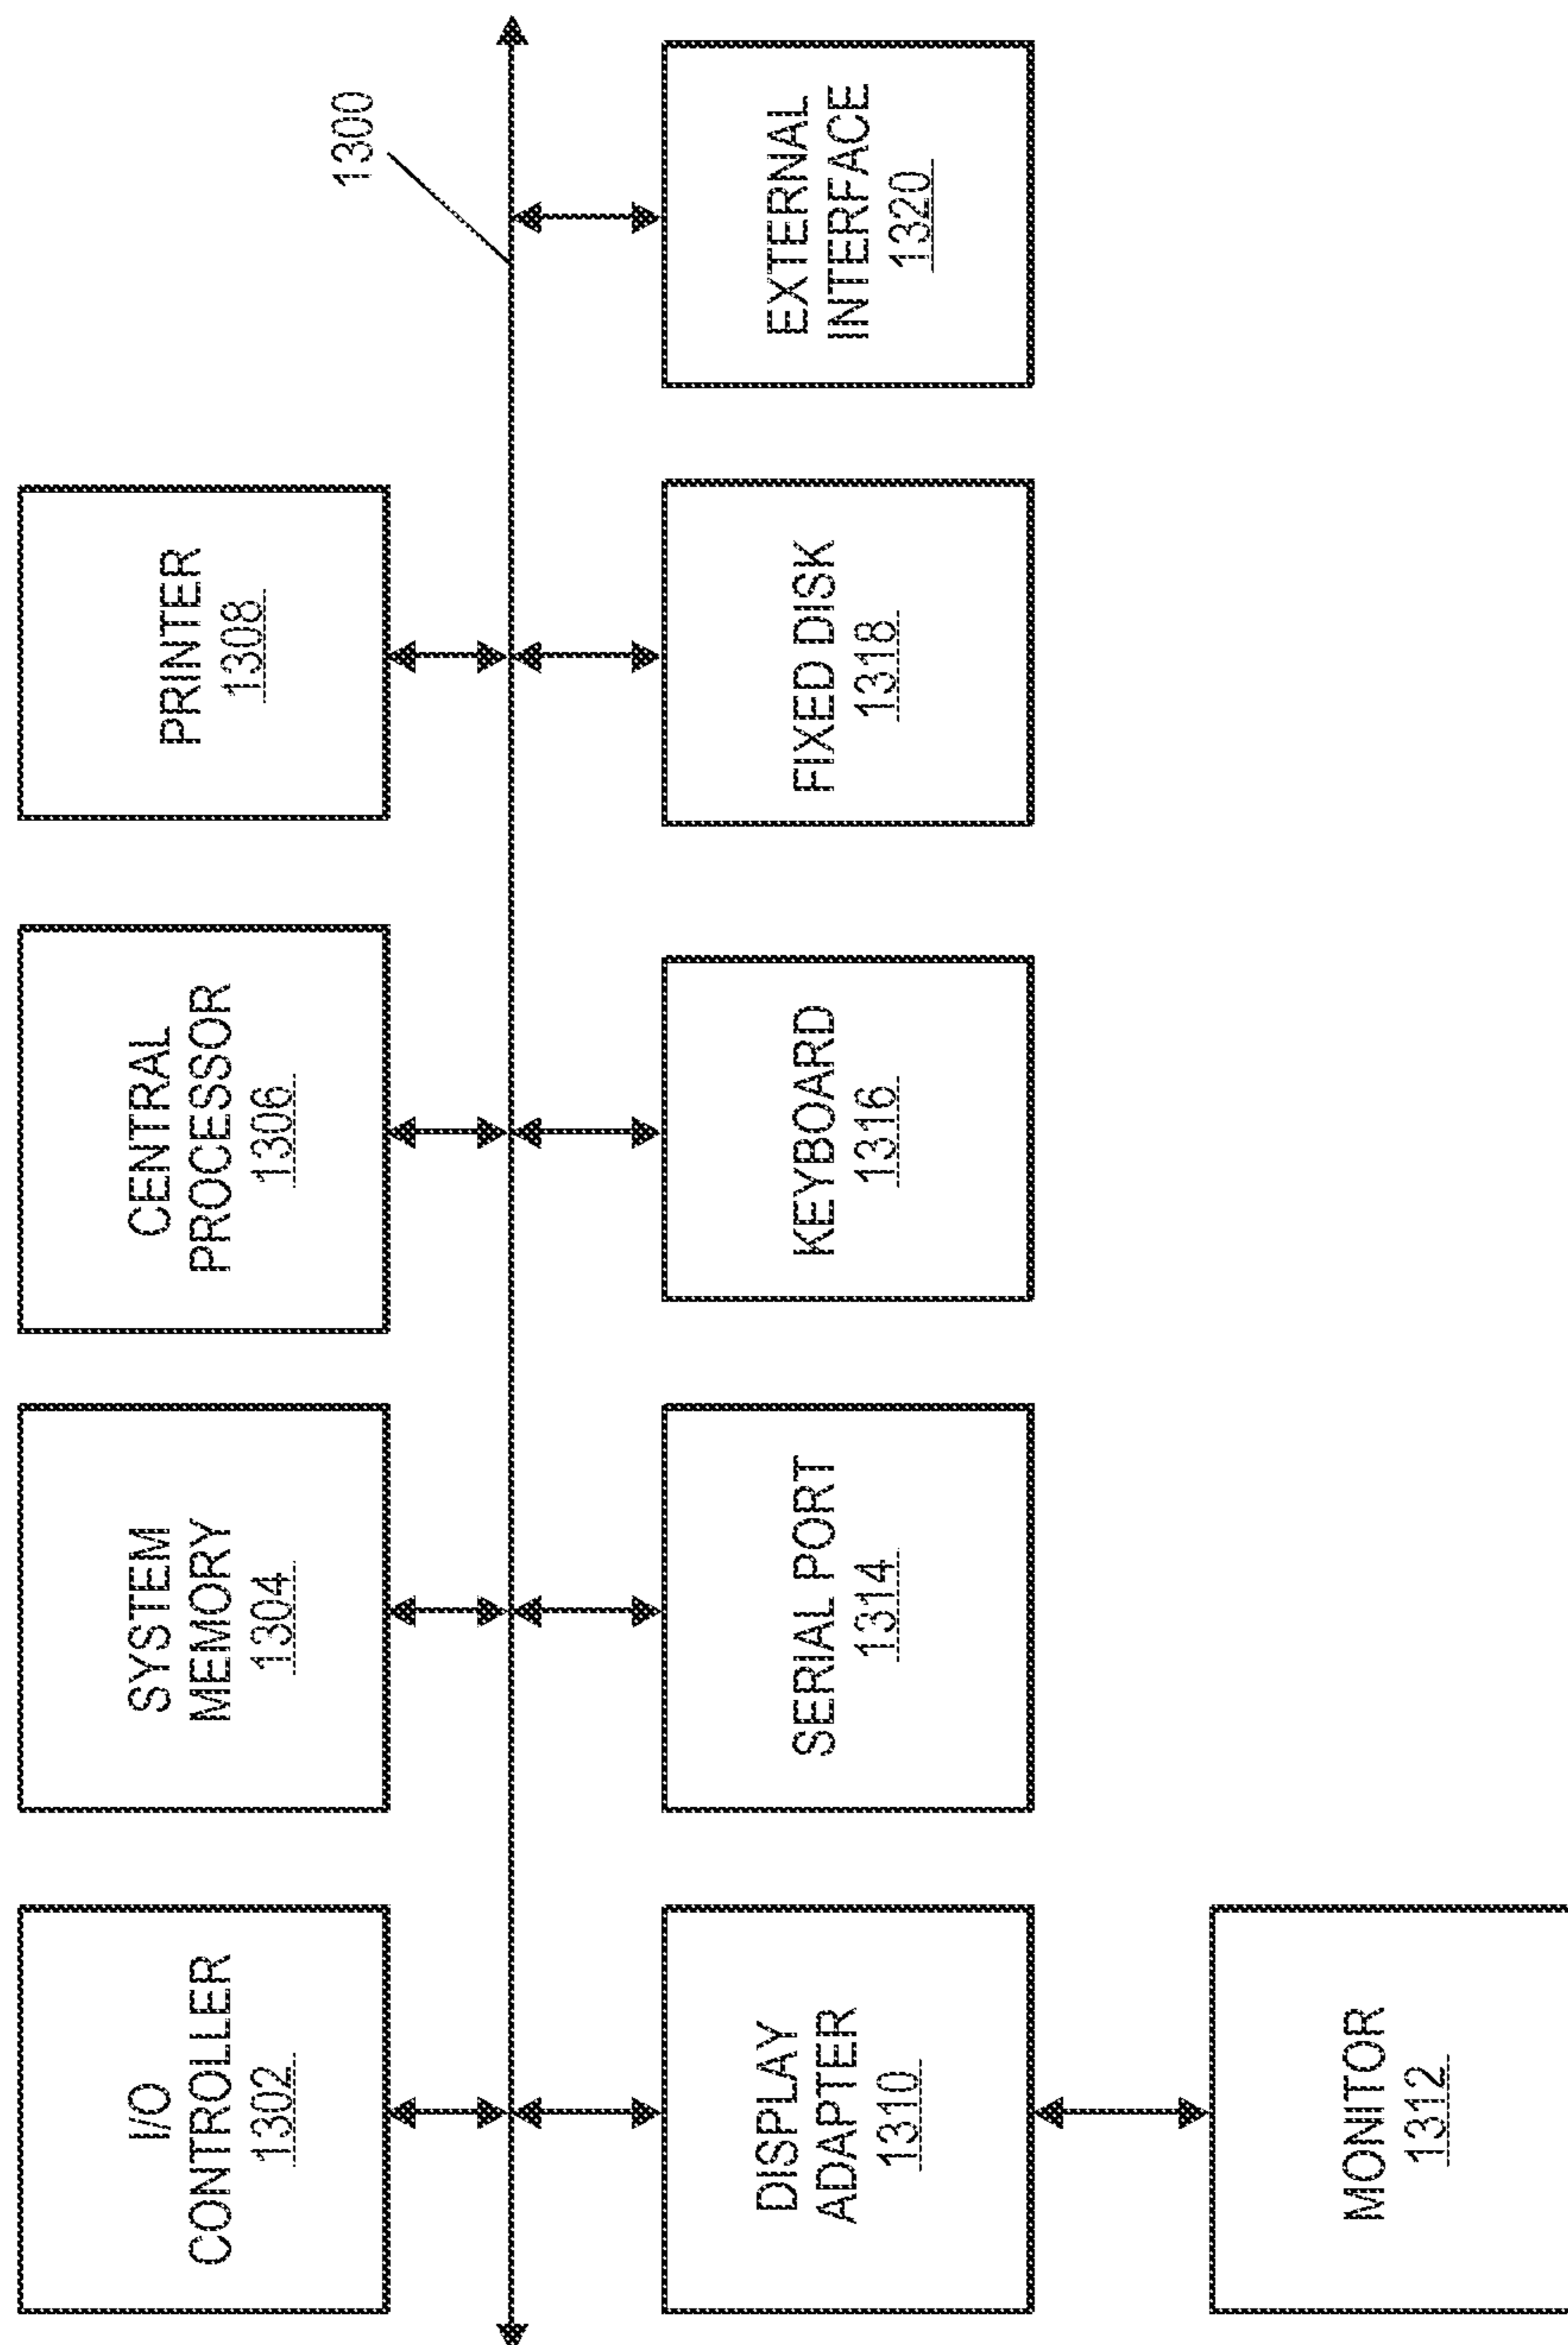 I/O
CONTROLLER
1302
SYSTEM
MEMORY
1304
CENTRAL
PROCESSOR
1306
PRINTER
1308
1300
DISPLAY
ADAPTER
1310
SERIAL PORT
1314
KEYBOARD
1316
FIXED DISK
1318
EXTERNAL
INTERFACE
1320
MONITOR
1312